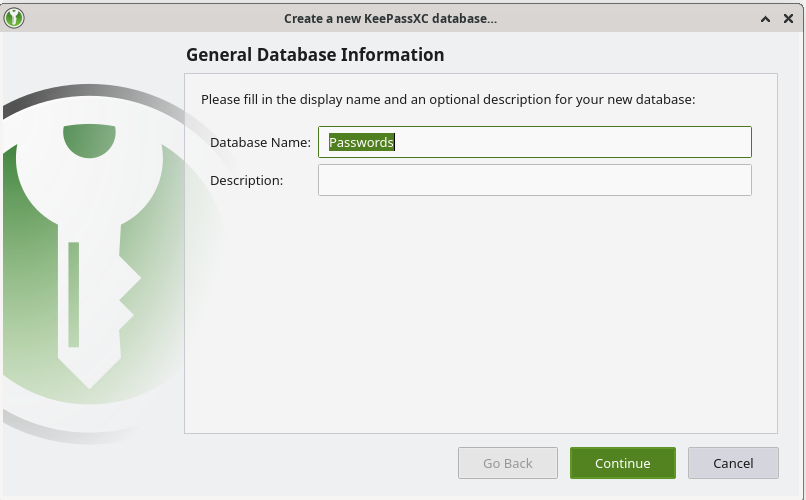 Create a new KeePassXC database...
General Database Information
Please fill in the display name and an optional description for your new database:
Database Name: Passwords
Description:
Go Back Continue Cancel